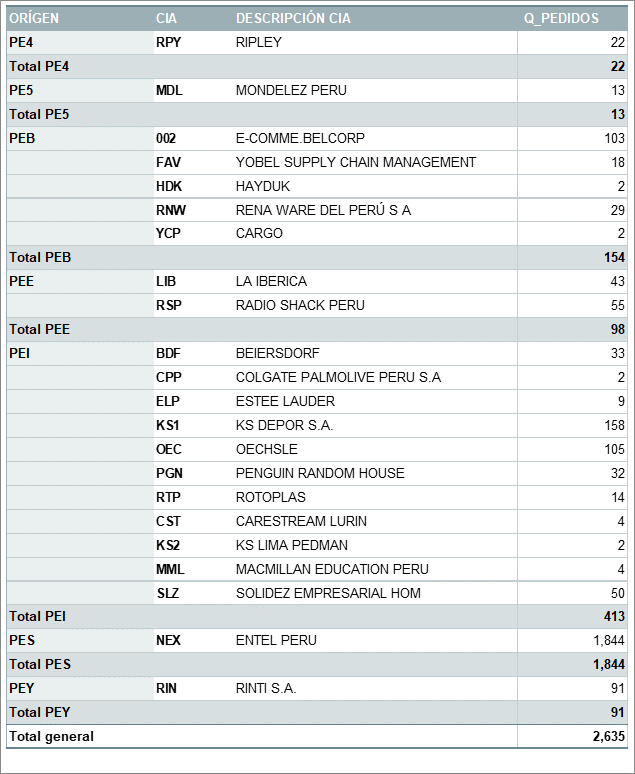 ORÍGEN CIA DESCRIPCIÓN CIA Q_PEDIDOS
PE4 RPY RIPLEY 22
Total PE4 22
PE5 MDL MONDELEZ PERU 13
Total PE5 13
PEB 002 E-COMME.BELCORP 103
FAV YOBEL SUPPLY CHAIN MANAGEMENT 18
HDK HAYDUK 2
RNW RENA WARE DEL PERÚ S A 29
YCP CARGO 2
Total PEB 154
PEE LIB LA IBERICA 43
RSP RADIO SHACK PERU 55
Total PEE 98
PEI BDF BEIERSDORF 33
CPP COLGATE PALMOLIVE PERU S.A 2
ELP ESTEE LAUDER 9
KS1 KS DEPOR S.A. 158
OEC OECHSLE 105
PGN PENGUIN RANDOM HOUSE 32
RTP ROTOPLAS 14
CST CARESTREAM LURIN 4
KS2 KS LIMA PEDMAN 2
MML MACMILLAN EDUCATION PERU 4
SLZ SOLIDEZ EMPRESARIAL HOM 50
Total PEI 413
PES NEX ENTEL PERU 1,844
Total PES 1,844
PEY RIN RINTI S.A. 91
Total PEY 91
Total general 2,635